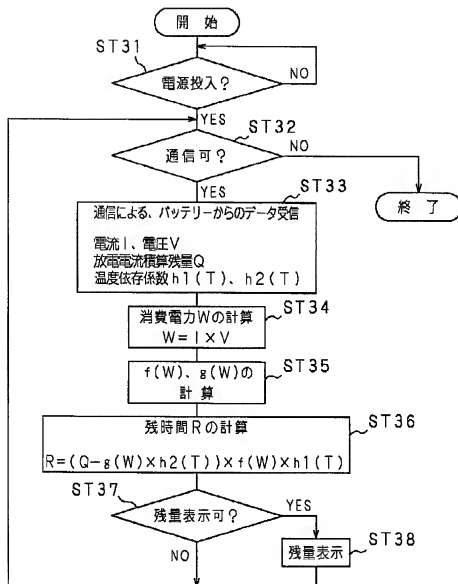 開始
ST31
電源投入?
NO
YES
ST32
通信可?
NO
YES
終了
ST33
通信による、バッテリーからのデータ受信
電流I、電圧V
放電電流積算残量Q
温度依存係数h1(T)、h2(T)
ST34
消費電力Wの計算
W=I×V
ST35
f(W)、g(W)の
計算
ST36
残時間Rの計算
R=(Q-g(W)×h2(T))×f(W)×h1(T)
ST37
残量表示可?
YES
NO
ST38
残量表示